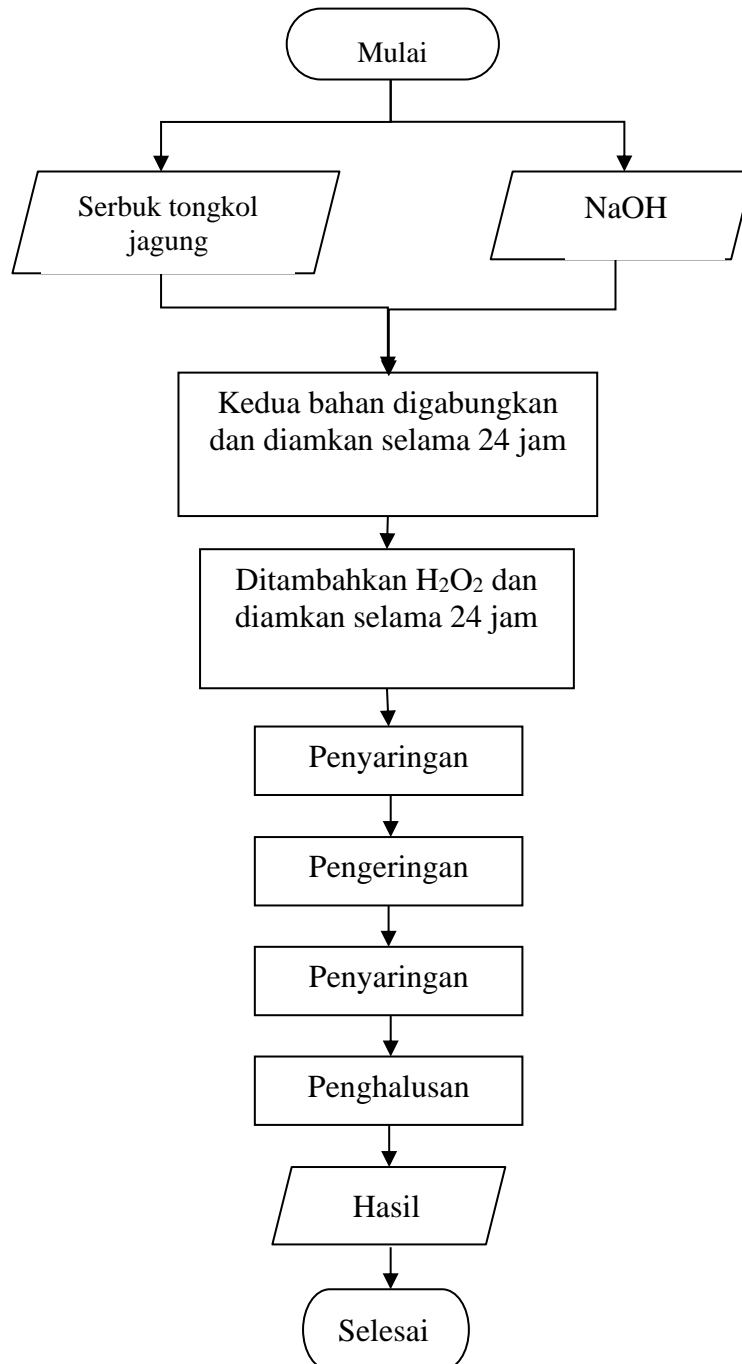 Mulai
Serbuk tongkol
jagung
NaOH
Kedua bahan digabungkan
dan diamkan selama 24 jam
Ditambahkan H₂O₂ dan
diamkan selama 24 jam
Penyaringan
Pengeringan
Penyaringan
Penghalusan
Hasil
Selesai